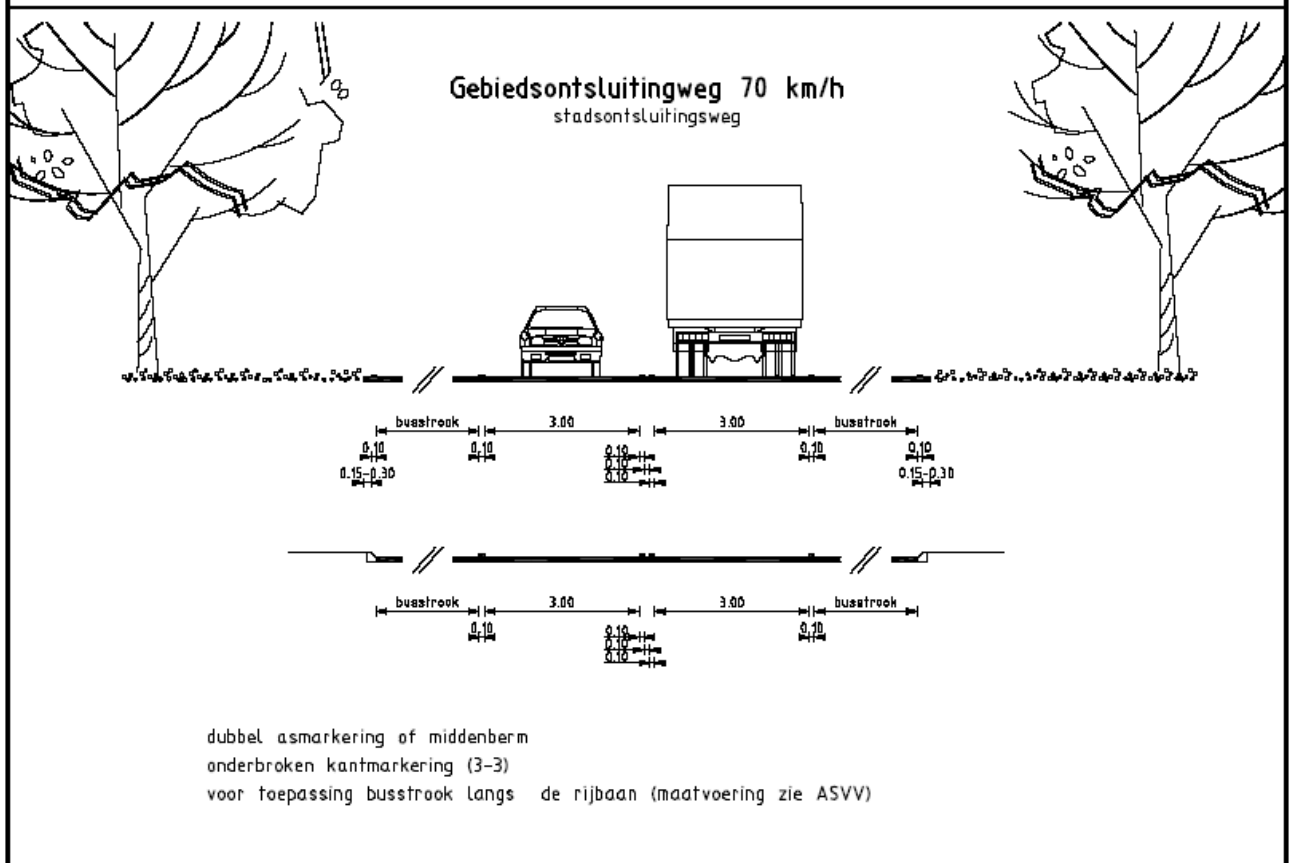 Gebiedsontsluitingweg 70 km/h
stadsontsluitingsweg
busstrook 3.00 3.00 busstrook
0.10 0.10 0.10 0.10 0.10
0.10
0.15-0.30 0.10 0.15-0.30
busstrook 3.00 3.00 busstrook
0.10 0.10 0.10
0.10
0.10
dubbel asmarkering of middenberm
onderbroken kantmarkering (3-3)
voor toepassing busstrook langs de rijbaan (maatvoering zie ASVV)